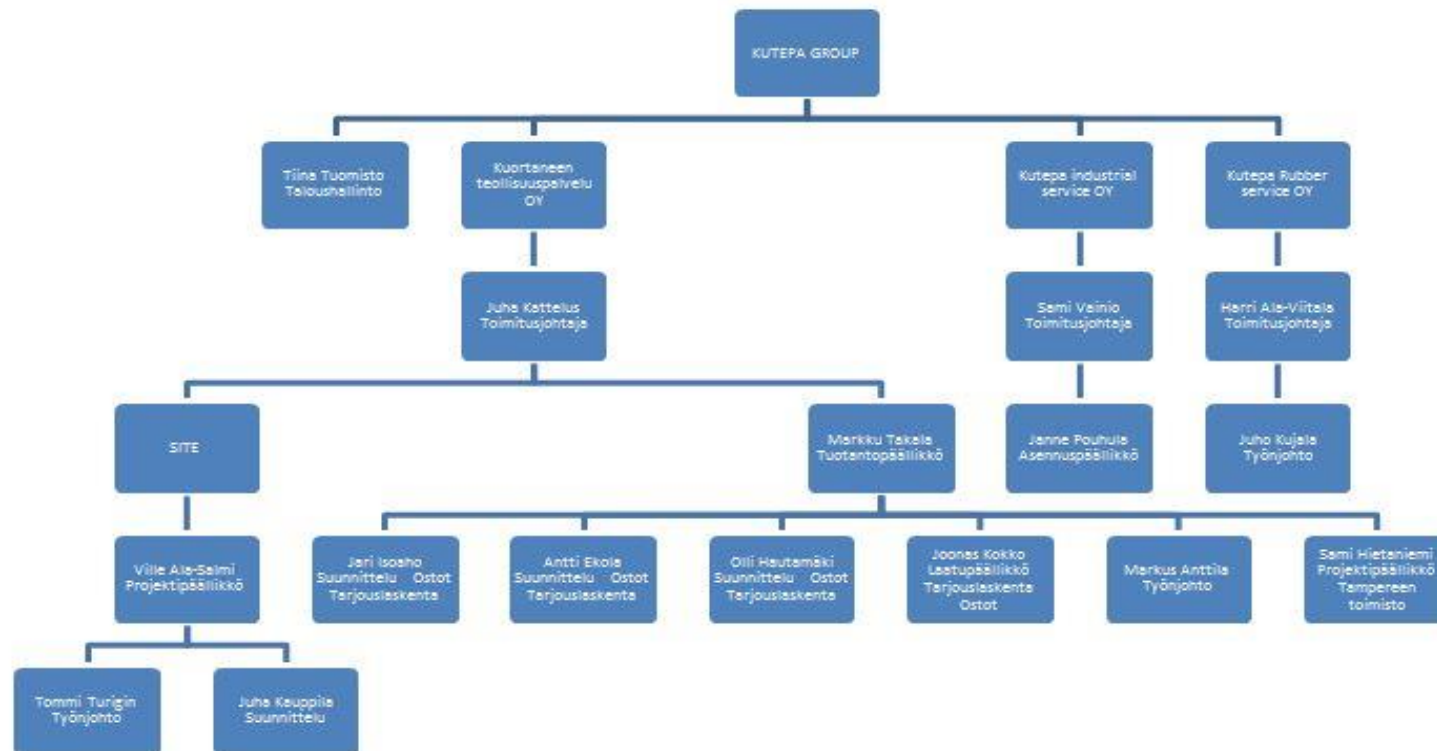 KUTEPA GROUP
Tiina Tuomisto
Taloushallinto
Kuortaneen
teollisuuspalvelu
OY
Kutepa industrial
service OY
Kutepa Rubber
service OY
Juha Kattelus
Toimitusjohtaja
Sami Vainio
Toimitusjohtaja
Harri Ala-Viitala
Toimitusjohtaja
SITE
Markku Takala
Tuotantopäällikkö
Janne Pouhula
Asennuspäällikkö
Juho Kujala
Työnjohto
Ville Ala-Salmi
Projektipäällikkö
Jari Isoaho
Suunnittelu Ostot
Tarjouslaskenta
Antti Ekola
Suunnittelu Ostot
Tarjouslaskenta
Olli Hautamäki
Suunnittelu Ostot
Tarjouslaskenta
Joonas Kokko
Laatupäällikkö
Tarjouslaskenta
Ostot
Markus Anttila
Työnjohto
Sami Hietaniemi
Projektipäällikkö
Tampereen
toimisto
Tommi Turigin
Työnjohto
Juha Kauppila
Suunnittelu